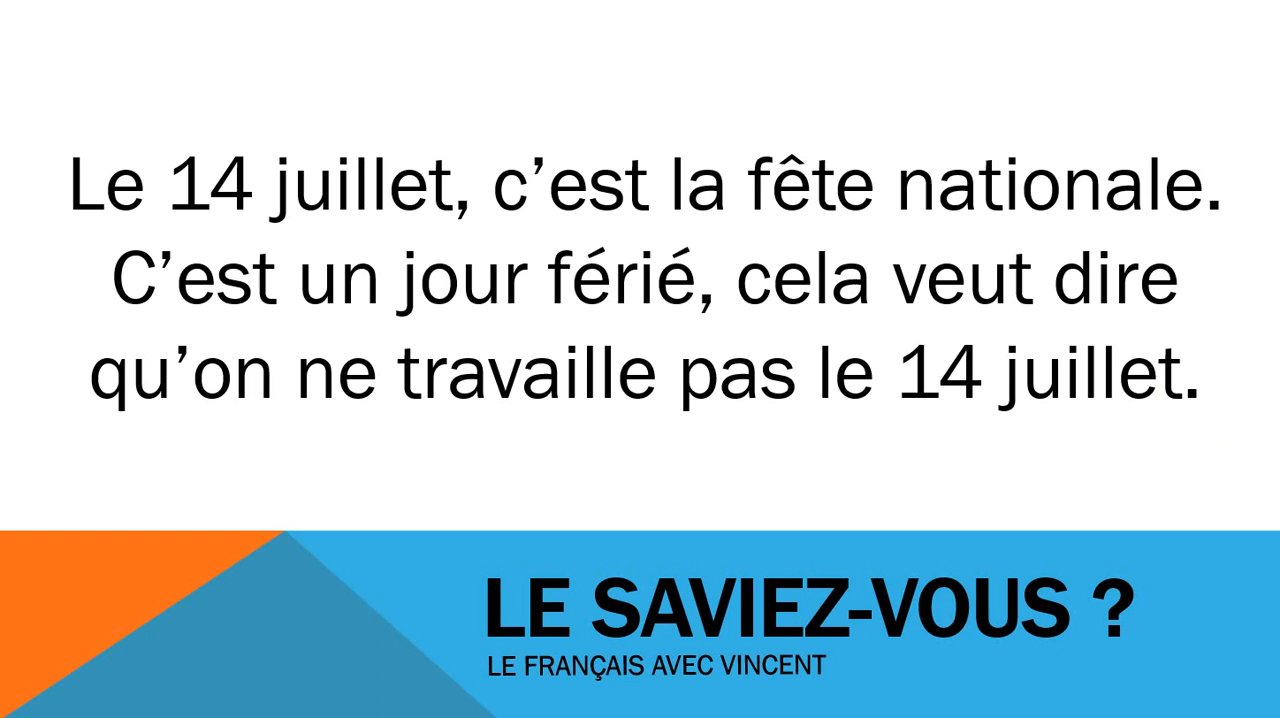 Le 14 juillet, c’est la fête nationale.
C’est un jour férié, cela veut dire
qu’on ne travaille pas le 14 juillet.
LE SAVIEZ-VOUS ?
LE FRANÇAIS AVEC VINCENT